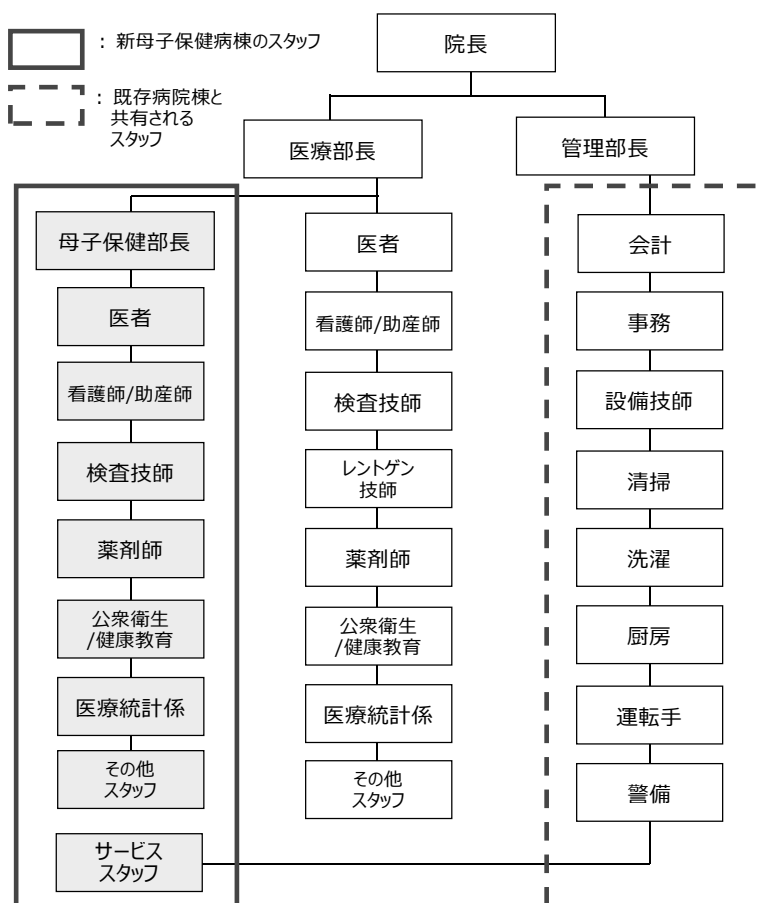 : 新母子保健病棟のスタッフ
: 既存病院棟と
共有される
スタッフ
院長
医療部長
管理部長
母子保健部長
医者
看護師/助産師
検査技師
薬剤師
公衆衛生
/健康教育
医療統計係
その他
スタッフ
サービス
スタッフ
医者
看護師/助産師
検査技師
レントゲン
技師
薬剤師
公衆衛生
/健康教育
医療統計係
その他
スタッフ
会計
事務
設備技師
清掃
洗濯
厨房
運転手
警備